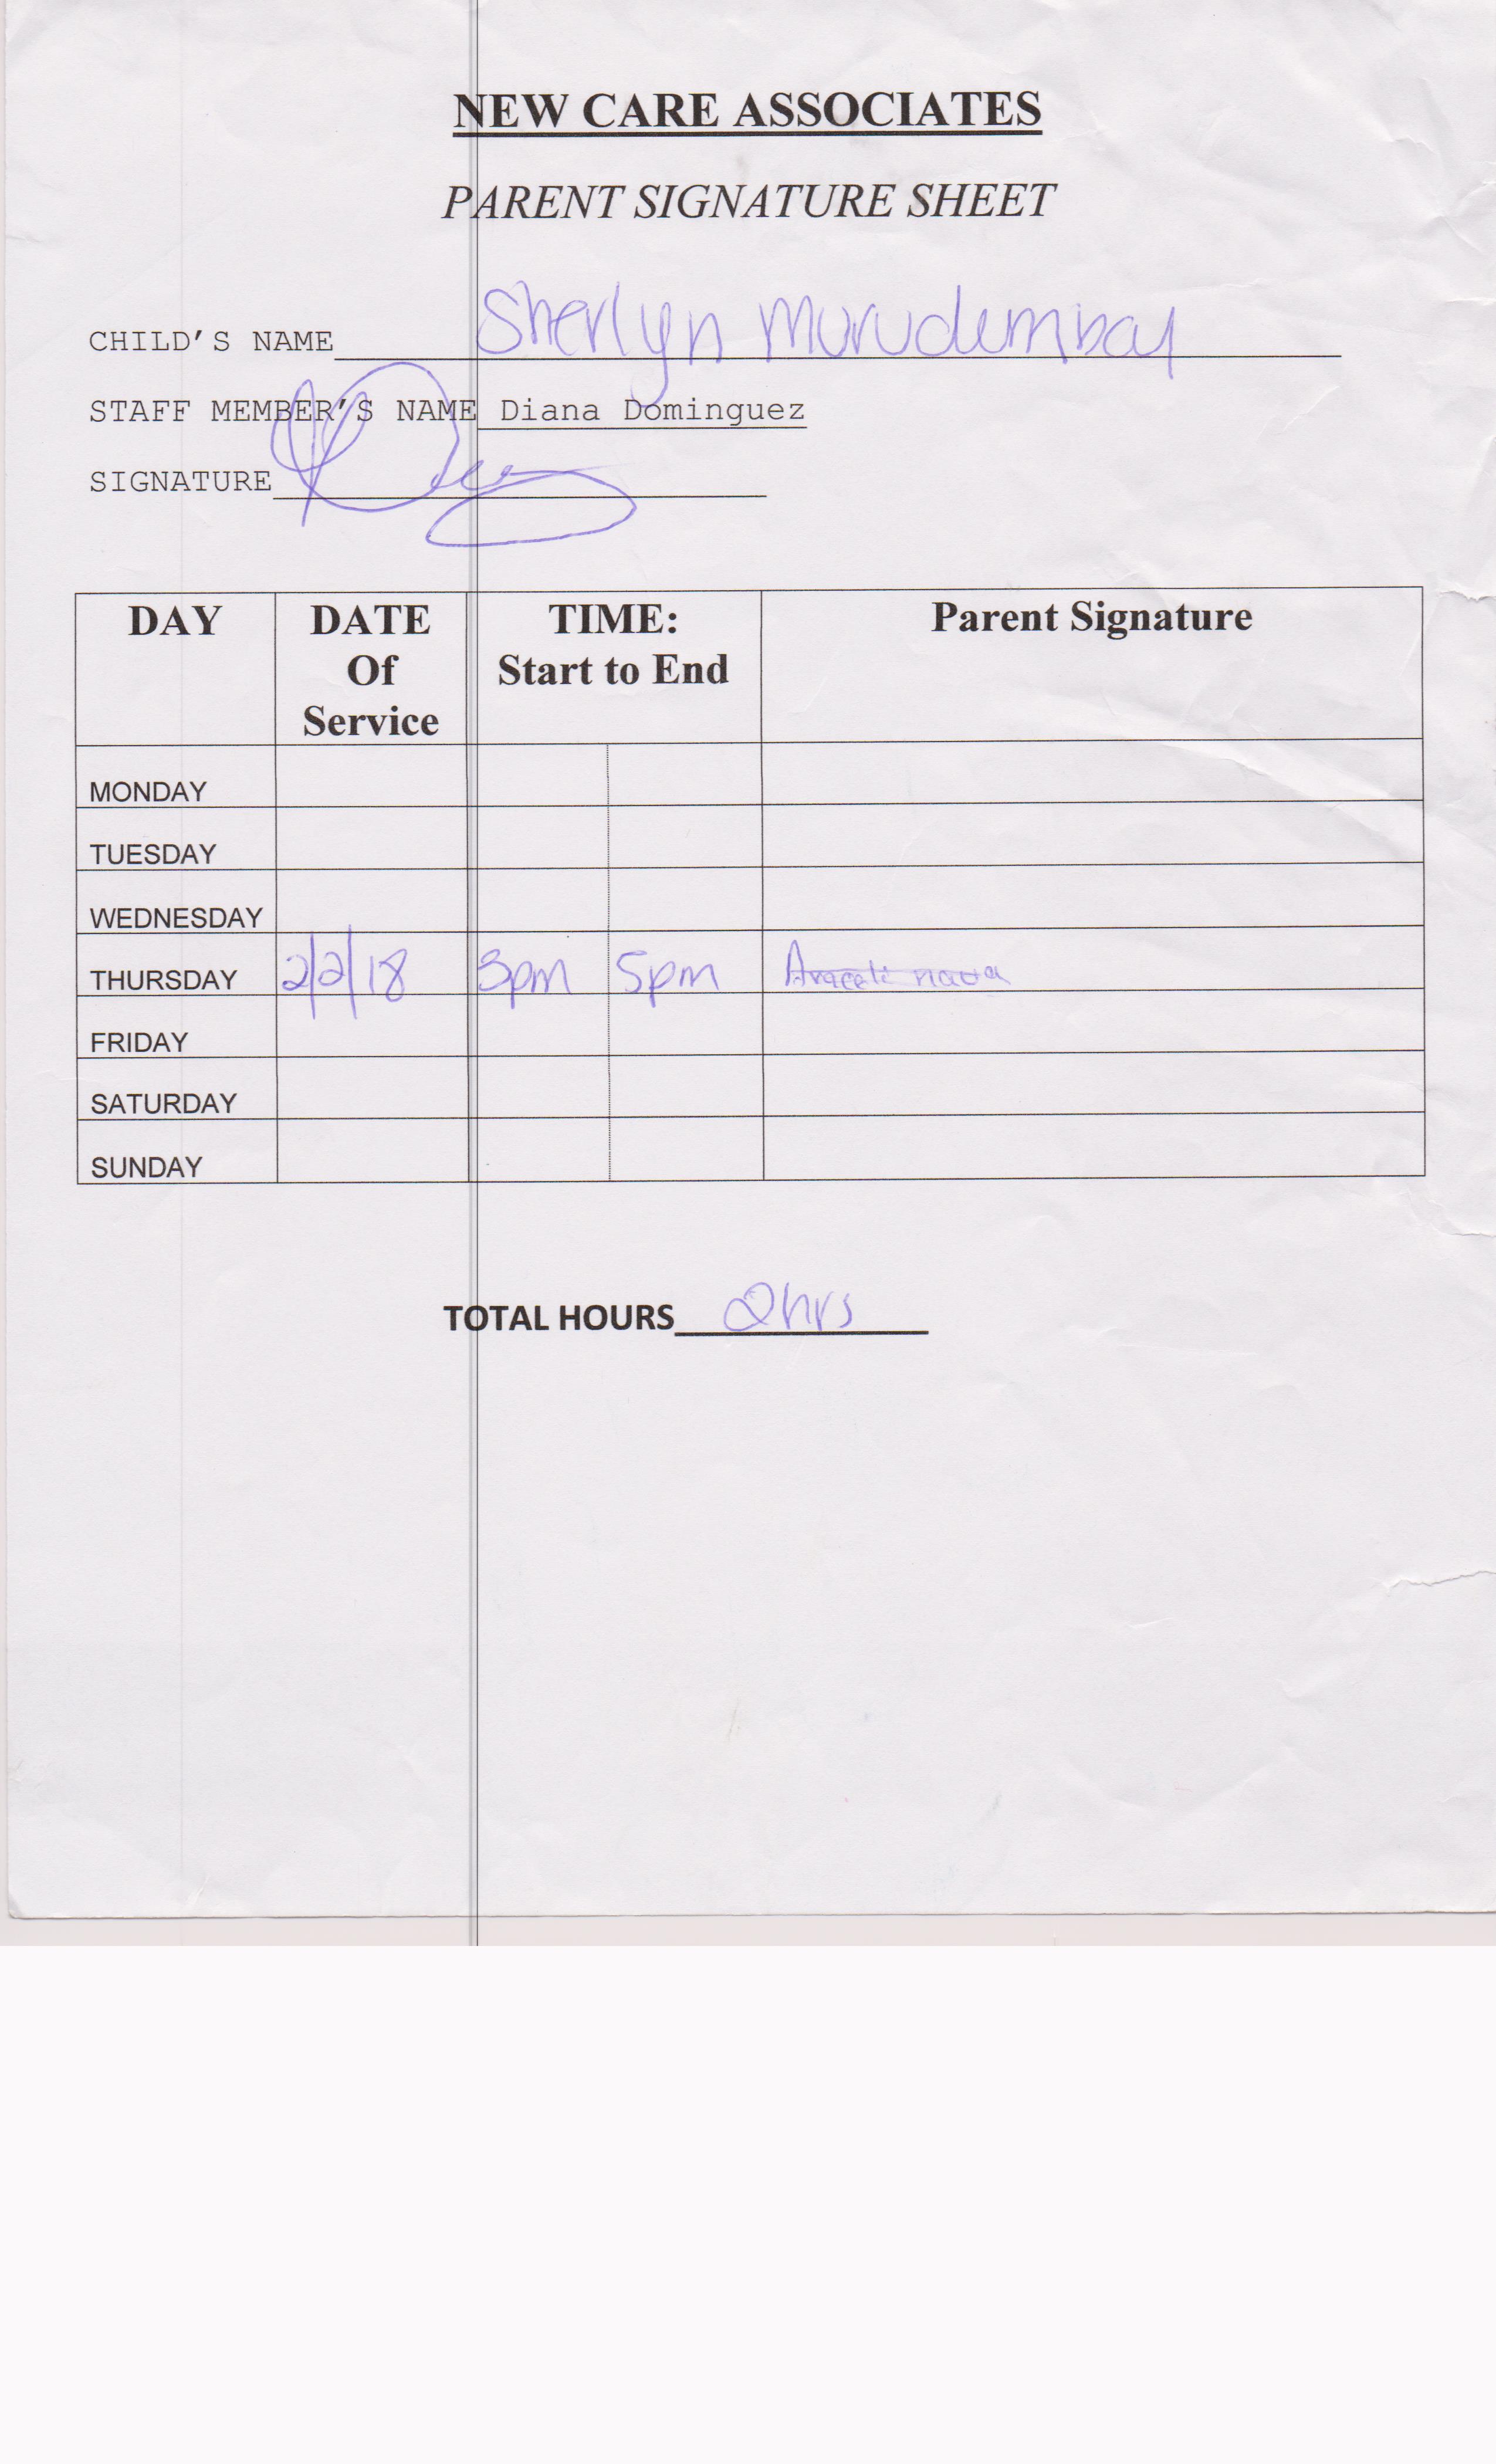 NEW CARE ASSOCIATES
PARENT SIGNATURE SHEET
CHILD'S NAME Sherlyn Murudumbay
STAFF MEMBER'S NAME Diana Dominguez
SIGNATURE
DAY DATE Of Service TIME: Start to End Parent Signature
MONDAY
TUESDAY
WEDNESDAY
THURSDAY 2/2/18 3pm 5pm Araceli nava
FRIDAY
SATURDAY
SUNDAY
TOTAL HOURS 2hrs